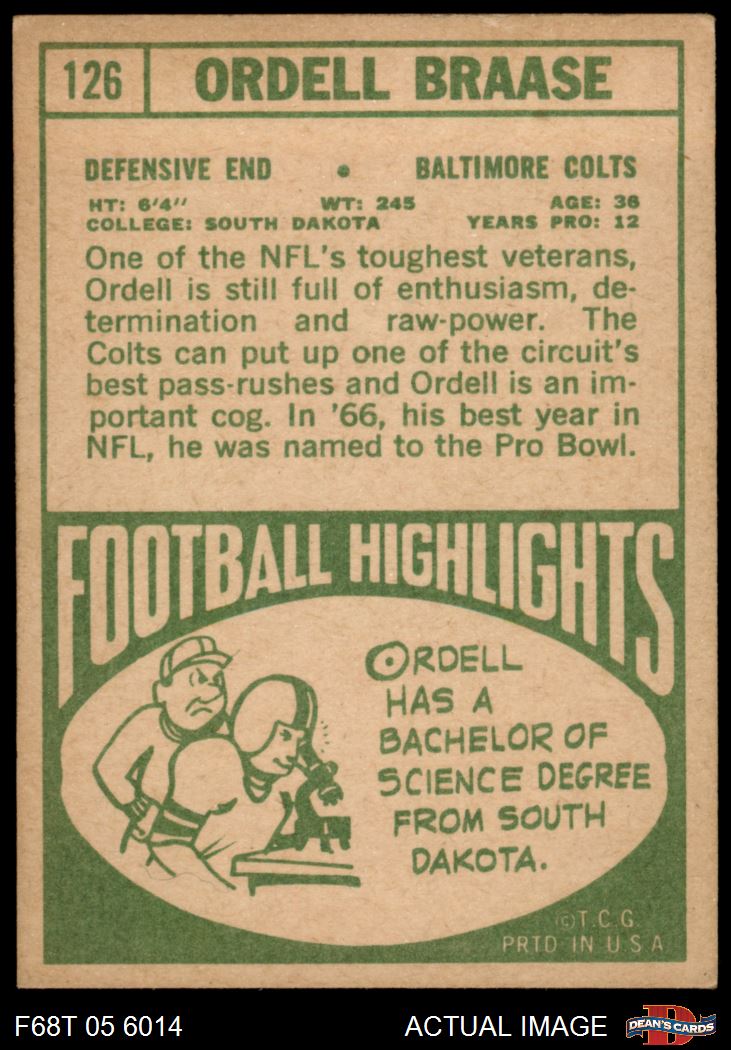 126 ORDELL BRAASE
DEFENSIVE END • BALTIMORE COLTS
HT: 6'4" WT: 245 AGE: 36
COLLEGE: SOUTH DAKOTA YEARS PRO: 12
One of the NFL's toughest veterans,
Ordell is still full of enthusiasm, de-
termination and raw-power. The
Colts can put up one of the circuit's
best pass-rushes and Ordell is an im-
portant cog. In '66, his best year in
NFL, he was named to the Pro Bowl.
FOOTBALL HIGHLIGHTS
ORDELL
HAS A
BACHELOR OF
SCIENCE DEGREE
FROM SOUTH
DAKOTA.
©T.C.G.
PRTD IN U.S.A
F68T 05 6014 ACTUAL IMAGE D DEAN'S CARDS